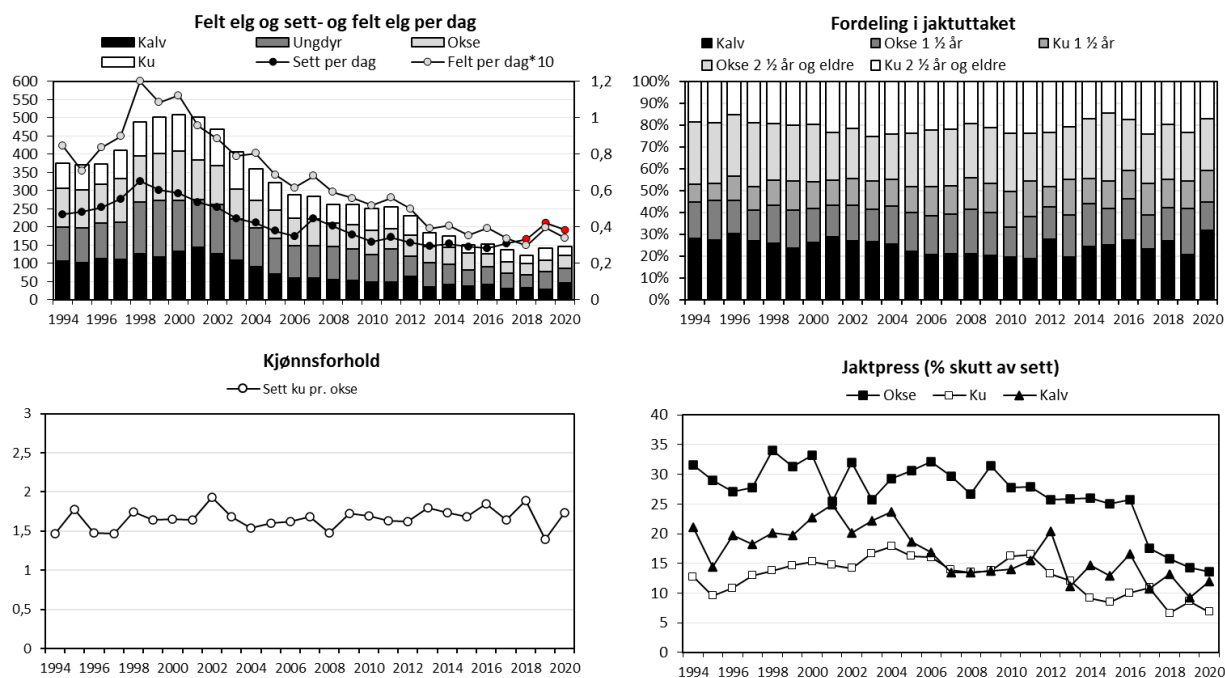 Felt elg og sett- og felt elg per dag
Kalv Ungdyr Okse
Ku Sett per dag Felt per dag*10
600 1,2
550
500 1
450
400 0,8
350
300 0,6
250
200 0,4
150
100 0,2
50
0 0
1994 1996 1998 2000 2002 2004 2006 2008 2010 2012 2014 2016 2018 2020
Fordeling i jaktuttaket
Kalv Okse 1 ½ år Ku 1 ½ år
Okse 2 ½ år og eldre Ku 2 ½ år og eldre
100%
90%
80%
70%
60%
50%
40%
30%
20%
10%
0%
1994 1996 1998 2000 2002 2004 2006 2008 2010 2012 2014 2016 2018 2020
Kjønnsforhold
Sett ku pr. okse
3
2,5
2
1,5
1
0,5
0
1994 1996 1998 2000 2002 2004 2006 2008 2010 2012 2014 2016 2018 2020
Jaktpress (% skutt av sett)
Okse Ku Kalv
40
35
30
25
20
15
10
5
0
1994 1996 1998 2000 2002 2004 2006 2008 2010 2012 2014 2016 2018 2020